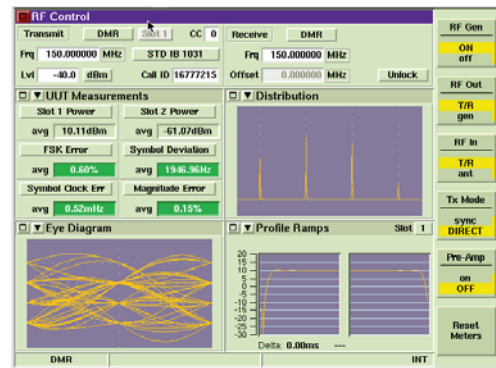 RF Control
Transmit DMR Slot 1 CC 0
Frq 150.000000 MHz STD IB 1031
Lvl -40.0 dBm Call ID 16777215
Receive DMR
Frq 150.000000 MHz
Offset 0.000000 MHz Unlock
UUT Measurements
Slot 1 Power Slot 2 Power
avg 10.11dBm avg -61.07dBm
FSK Error Symbol Deviation
avg 0.60% avg 1946.96Hz
Symbol Clock Err Magnitude Error
avg 0.52mHz avg 0.15%
Distribution
Eye Diagram
Profile Ramps Slot 1
20
15
10
5
0
-5
-10
-15
-20
-25
-30
Delta: 0.00ms ---
DMR INT
RF Gen
ON
off
RF Out
T/R
gen
RF In
T/R
ant
Tx Mode
sync
DIRECT
Pre-Amp
on
OFF
Reset
Meters